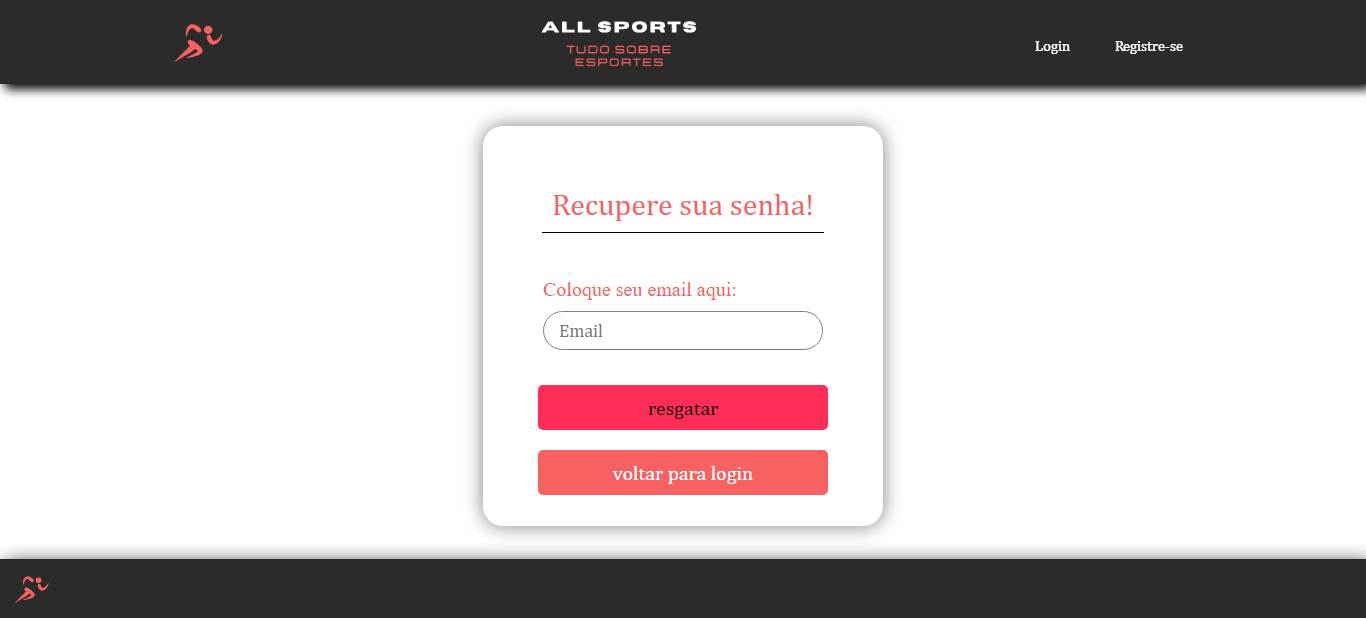 ALL SPORTS
TUDO SOBRE
ESPORTES
Login
Registre-se
Recupere sua senha!
Coloque seu email aqui:
Email
resgatar
voltar para login